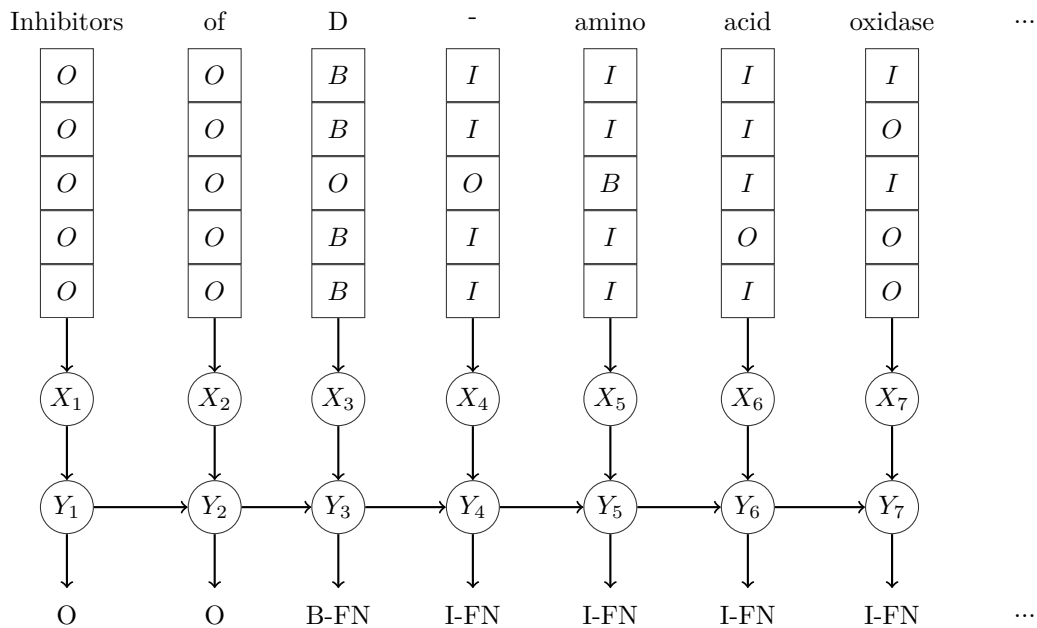 Inhibitors of D - amino acid oxidase ...
O O B I I I I
O O B I I I O
O O O O B I I
O O B I I O O
O O B I I I O
X1 X2 X3 X4 X5 X6 X7
Y1 Y2 Y3 Y4 Y5 Y6 Y7
O O B-FN I-FN I-FN I-FN I-FN ...